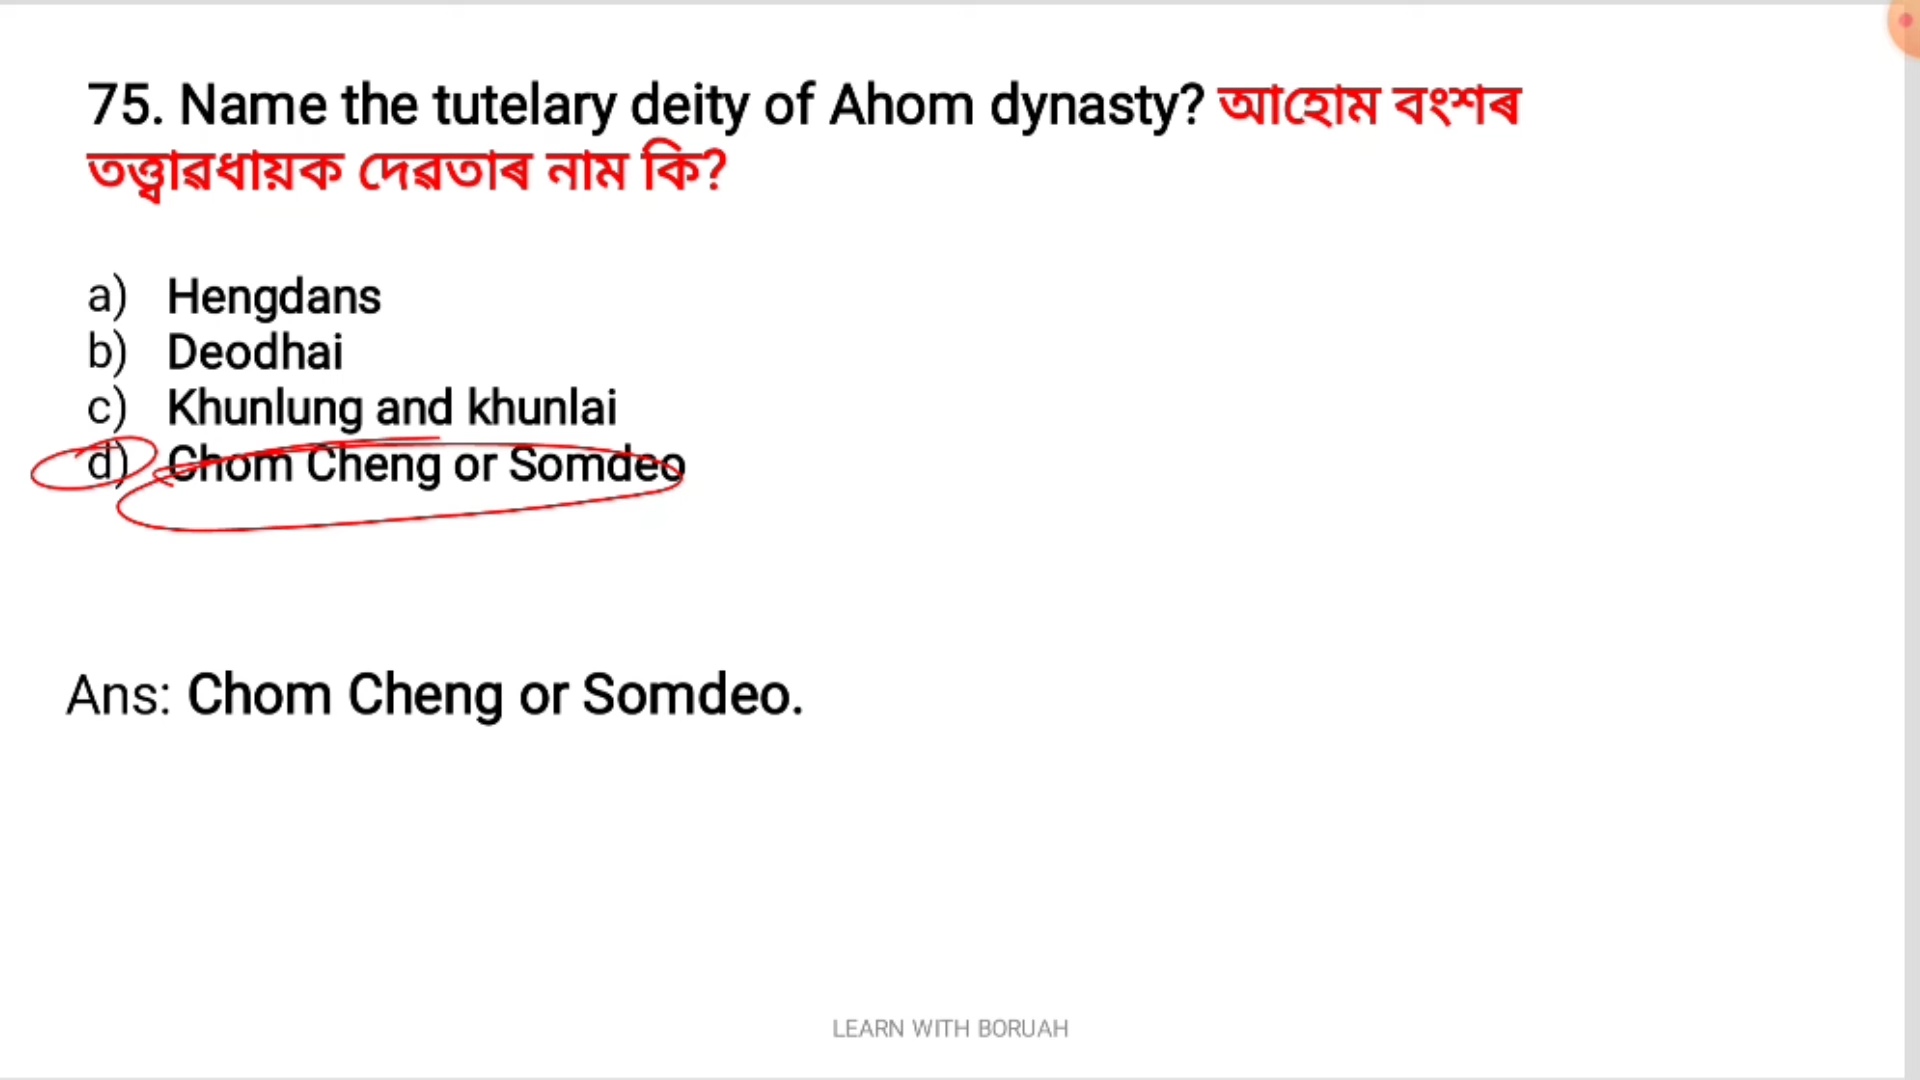 75. Name the tutelary deity of Ahom dynasty? আহোম বংশৰ
তত্ত্বাৱধায়ক দেৱতাৰ নাম কি?
a) Hengdans
b) Deodhai
c) Khunlung and khunlai
d) Chom Cheng or Somdeo
Ans: Chom Cheng or Somdeo.
LEARN WITH BORUAH